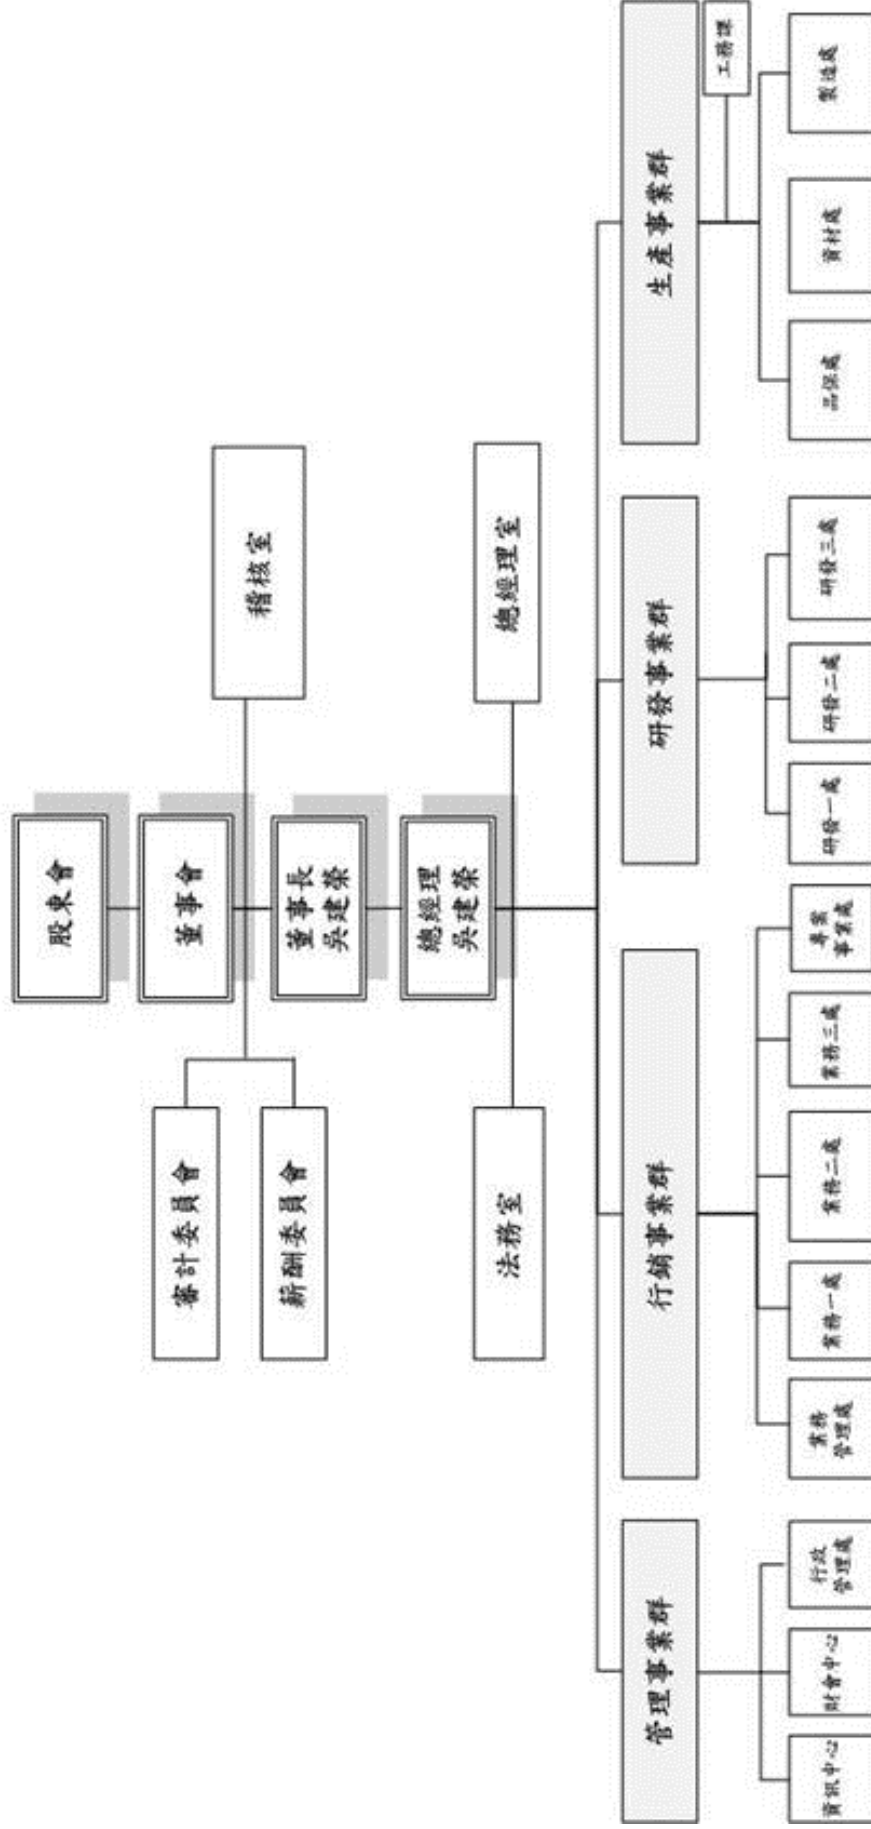 股東會
董事會
稽核室
審計委員會
薪酬委員會
董事長
吳建榮
總經理
吳建榮
法務室
總經理室
管理事業群
行銷事業群
研發事業群
生產事業群
工務課
資訊中心
財會中心
行政
管理處
業務
管理處
業務一處
業務二處
業務三處
專案
事業處
研發一處
研發二處
研發三處
品保處
資材處
製造處